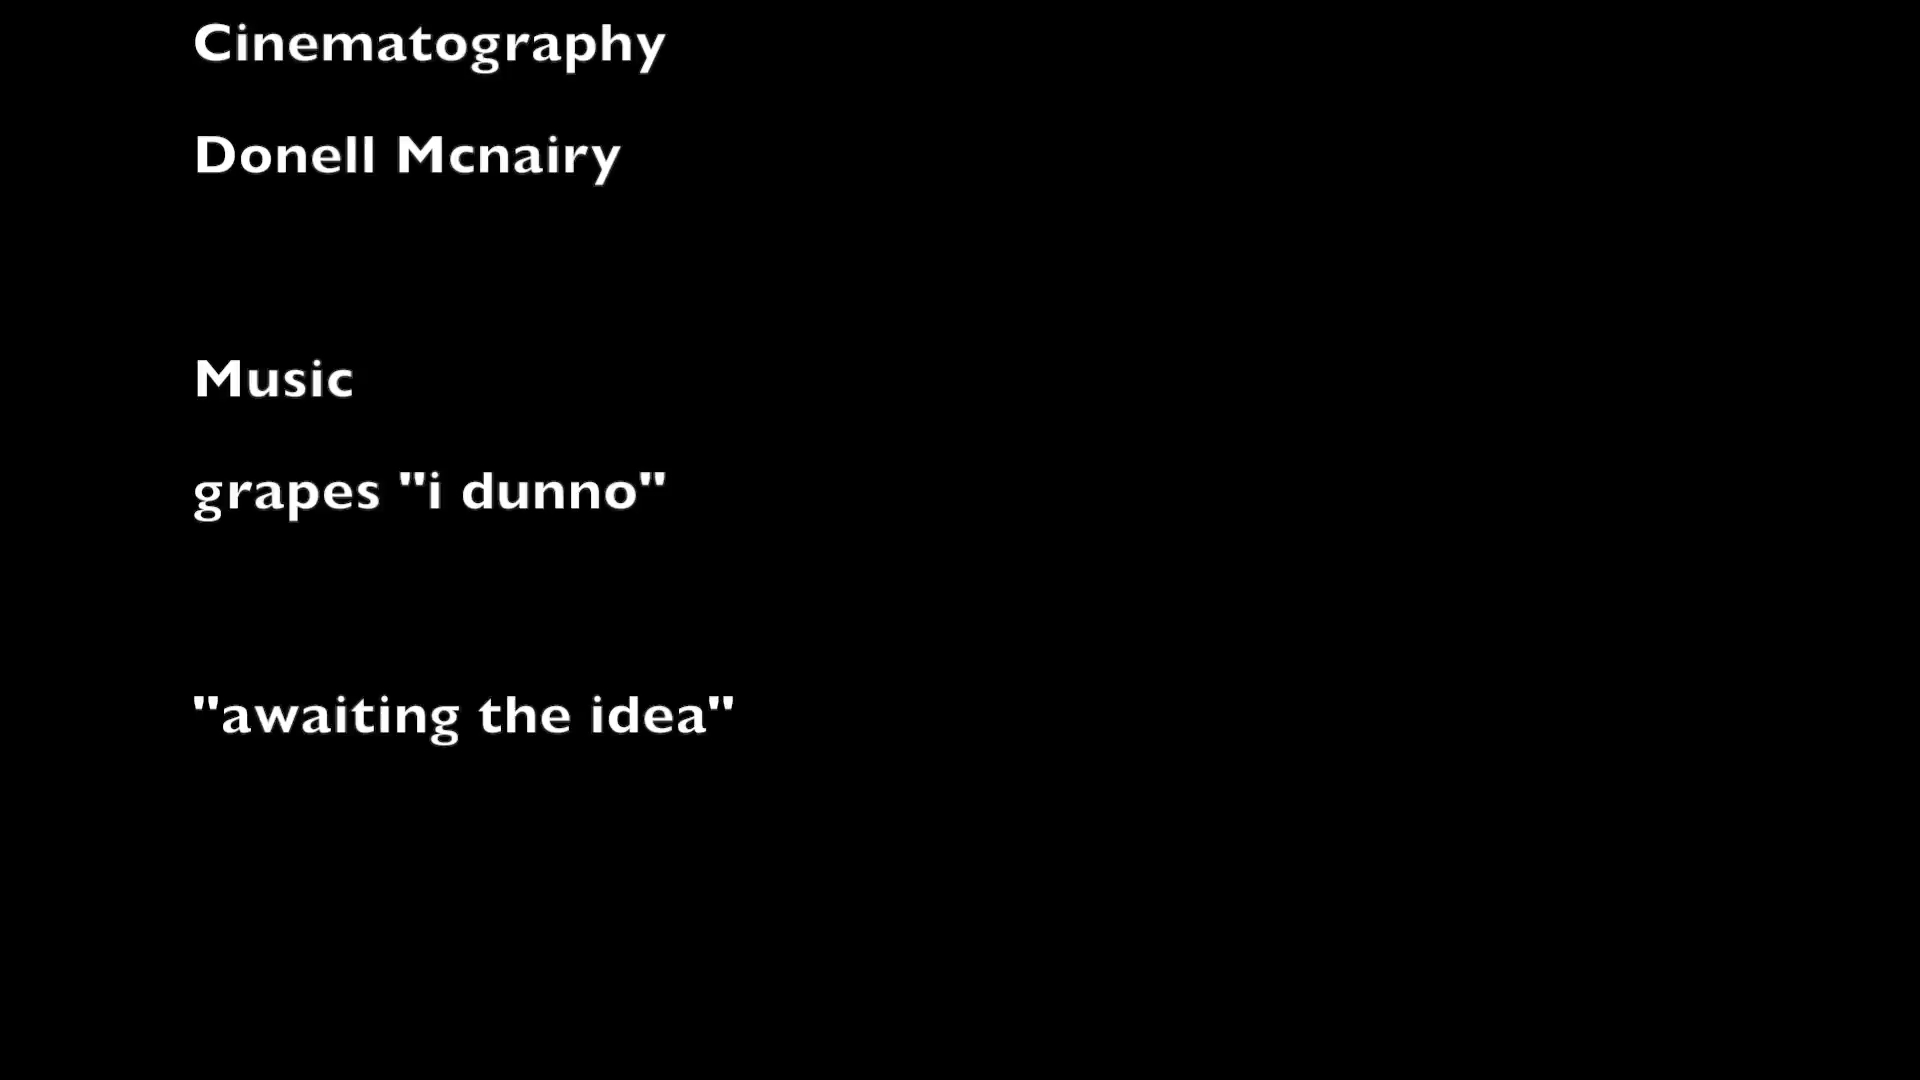 Cinematography
Donell Mcnairy
Music
grapes "i dunno"
"awaiting the idea"